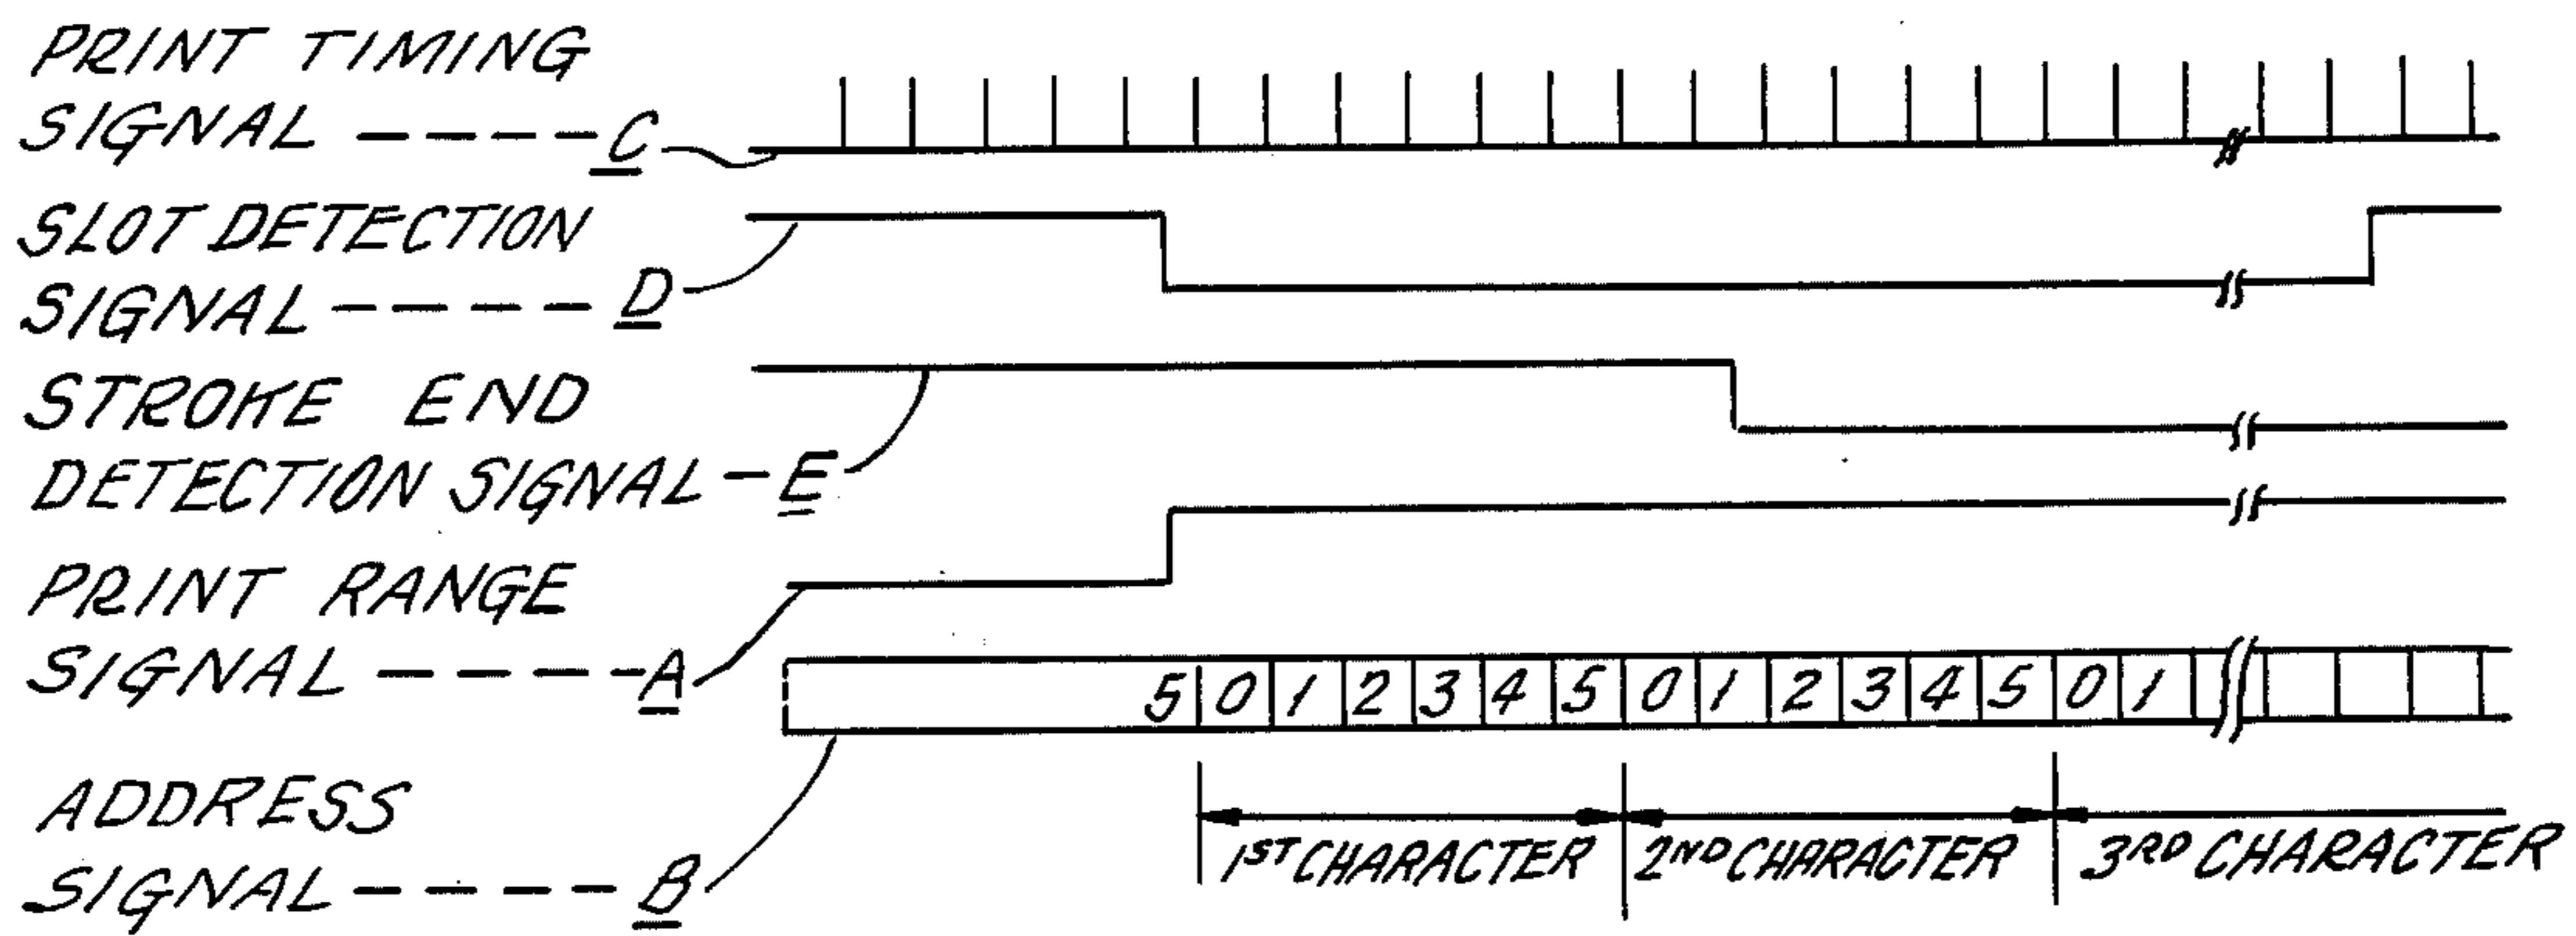 PRINT TIMING
SIGNAL ----C
SLOT DETECTION
SIGNAL ---- D
STROKE END
DETECTION SIGNAL -E
PRINT RANGE
SIGNAL ----A
5 0 1 2 3 4 5 0 1 2 3 4 5 0 1
ADDRESS
SIGNAL ---- B
1ST CHARACTER 2ND CHARACTER 3RD CHARACTER